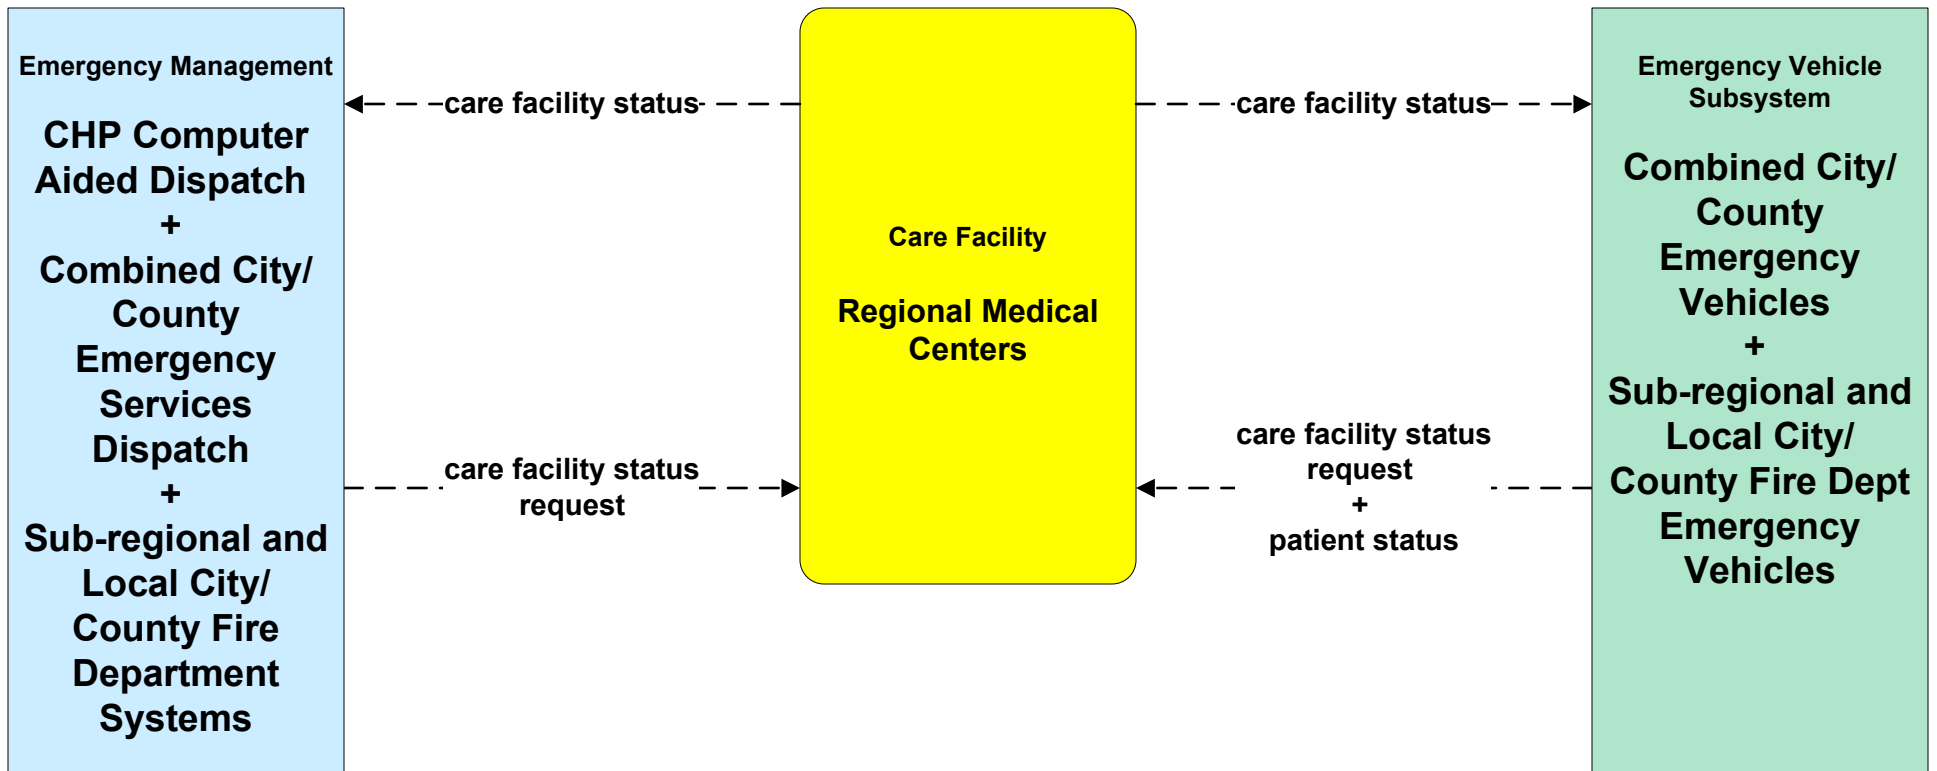 Emergency Management
CHP Computer
Aided Dispatch
+
Combined City/
County
Emergency
Services
Dispatch
+
Sub-regional and
Local City/
County Fire
Department
Systems
care facility status
care facility status
request
Care Facility
Regional Medical
Centers
care facility status
care facility status
request
+
patient status
Emergency Vehicle
Subsystem
Combined City/
County
Emergency
Vehicles
+
Sub-regional and
Local City/
County Fire Dept
Emergency
Vehicles